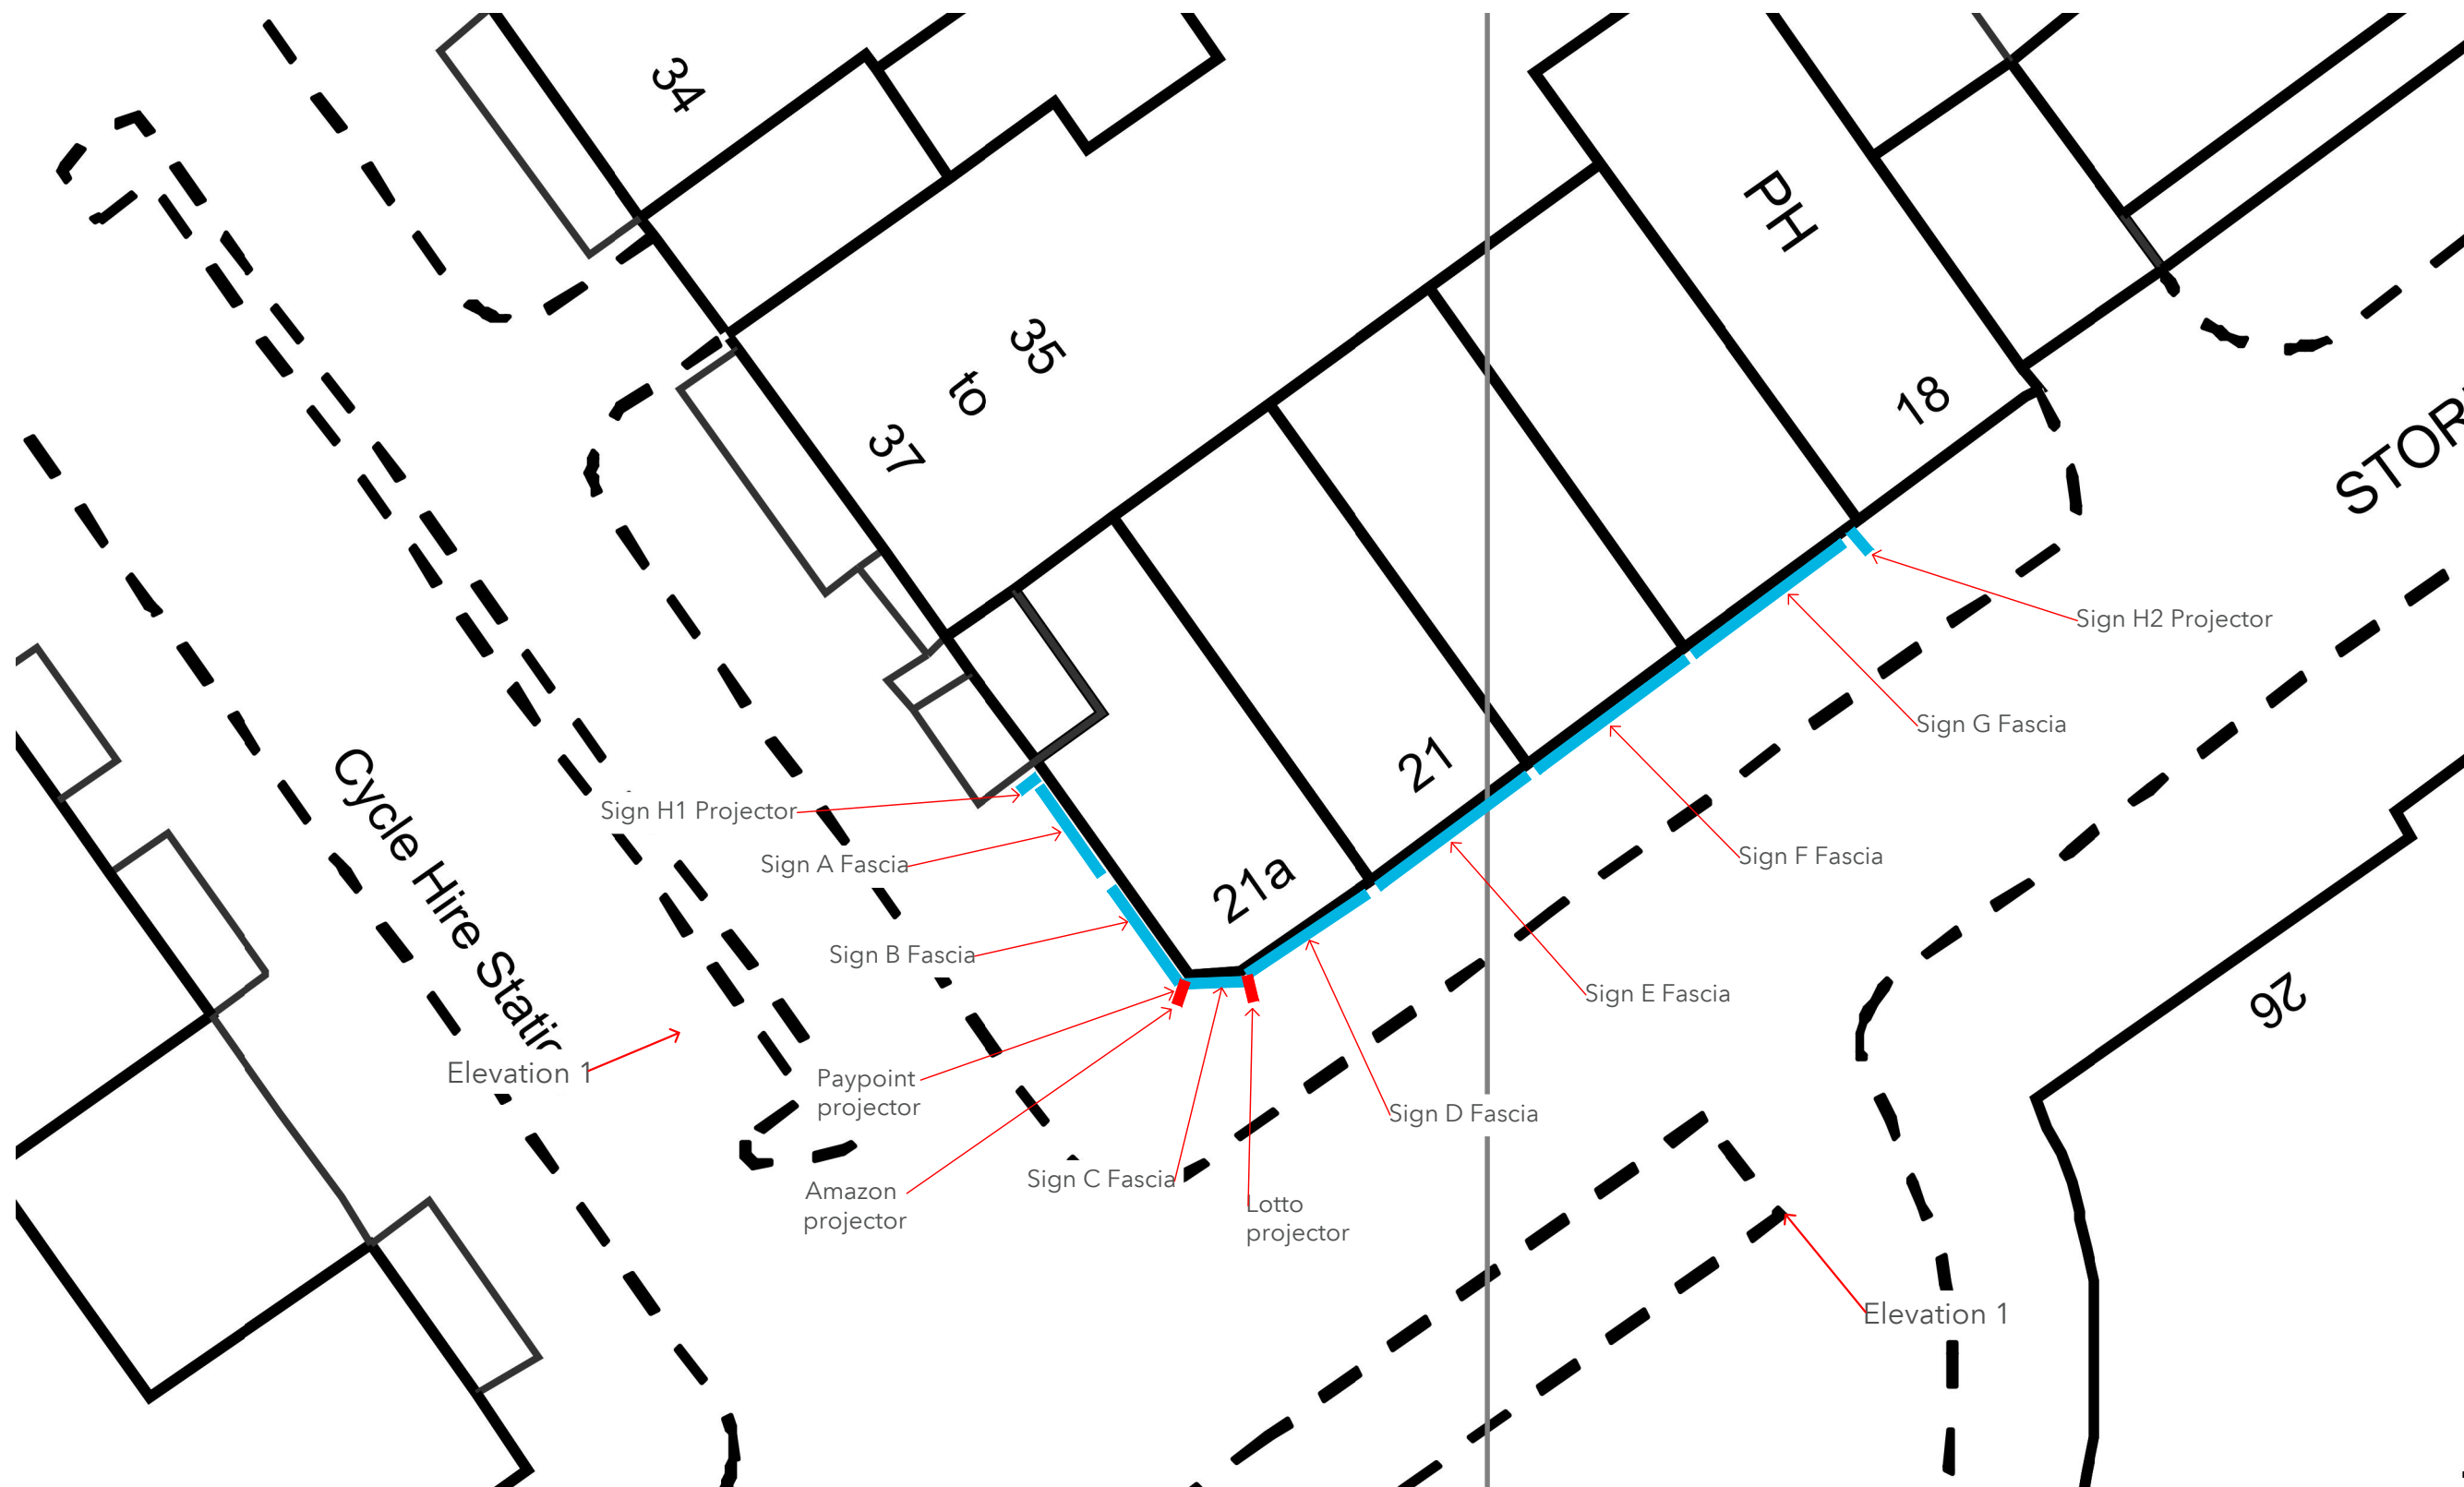 34
PH
35
to
37
18
STOR
Sign H2 Projector
Sign G Fascia
21
Cycle Hire Static
Sign H1 Projector
Sign A Fascia
Sign F Fascia
21a
Sign B Fascia
Sign E Fascia
26
Elevation 1
Paypoint
projector
Sign D Fascia
Amazon
projector
Sign C Fascia
Lotto
projector
Elevation 1